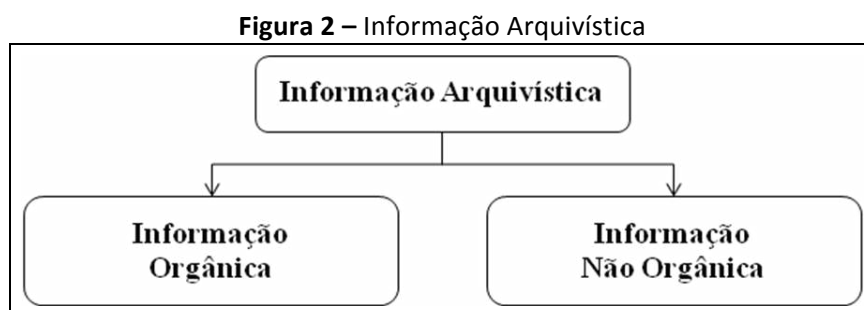 Figura 2 – Informação Arquivística
Informação Arquivística
Informação
Orgânica
Informação
Não Orgânica